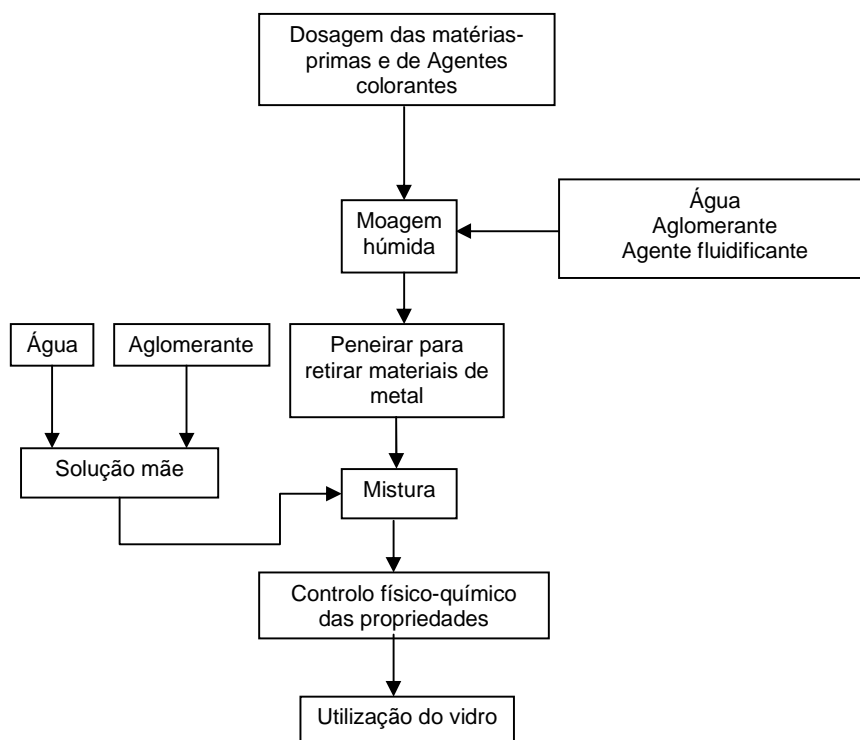 Dosagem das matérias-
primas e de Agentes
colorantes
Moagem
húmida
Água
Aglomerante
Agente fluidificante
Água
Aglomerante
Peneirar para
retirar materiais de
metal
Solução mãe
Mistura
Controlo físico-químico
das propriedades
Utilização do vidro